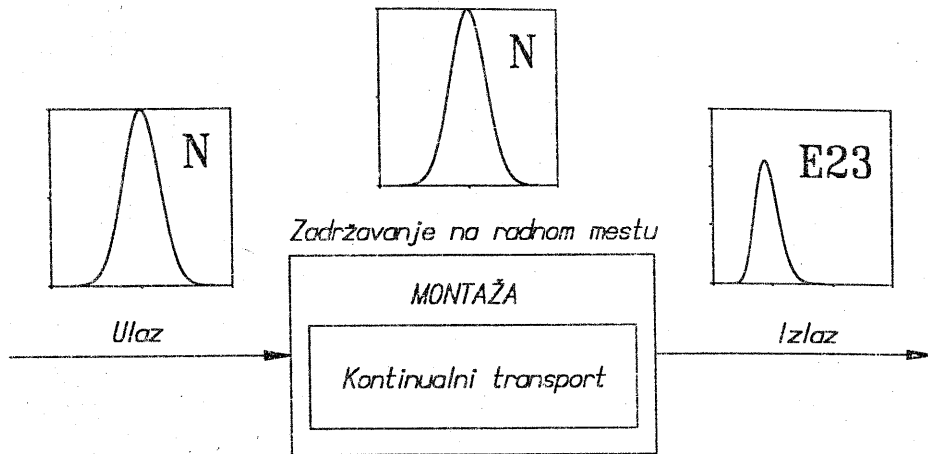 N
N
E23
Zadržavanje na radnom mestu
MONTAŽA
Ulaz
Izlaz
Kontinualni transport